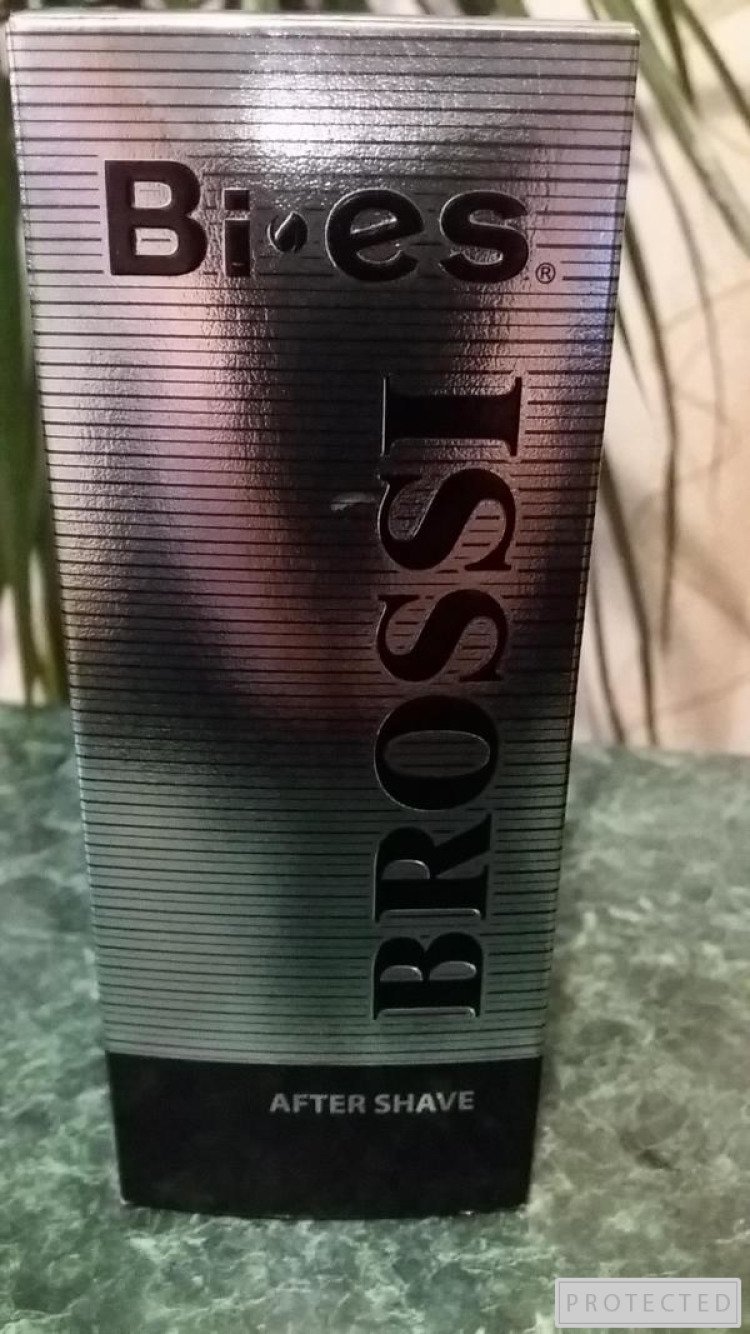 Bi·es®
BROSSI
AFTER SHAVE
PROTECTED